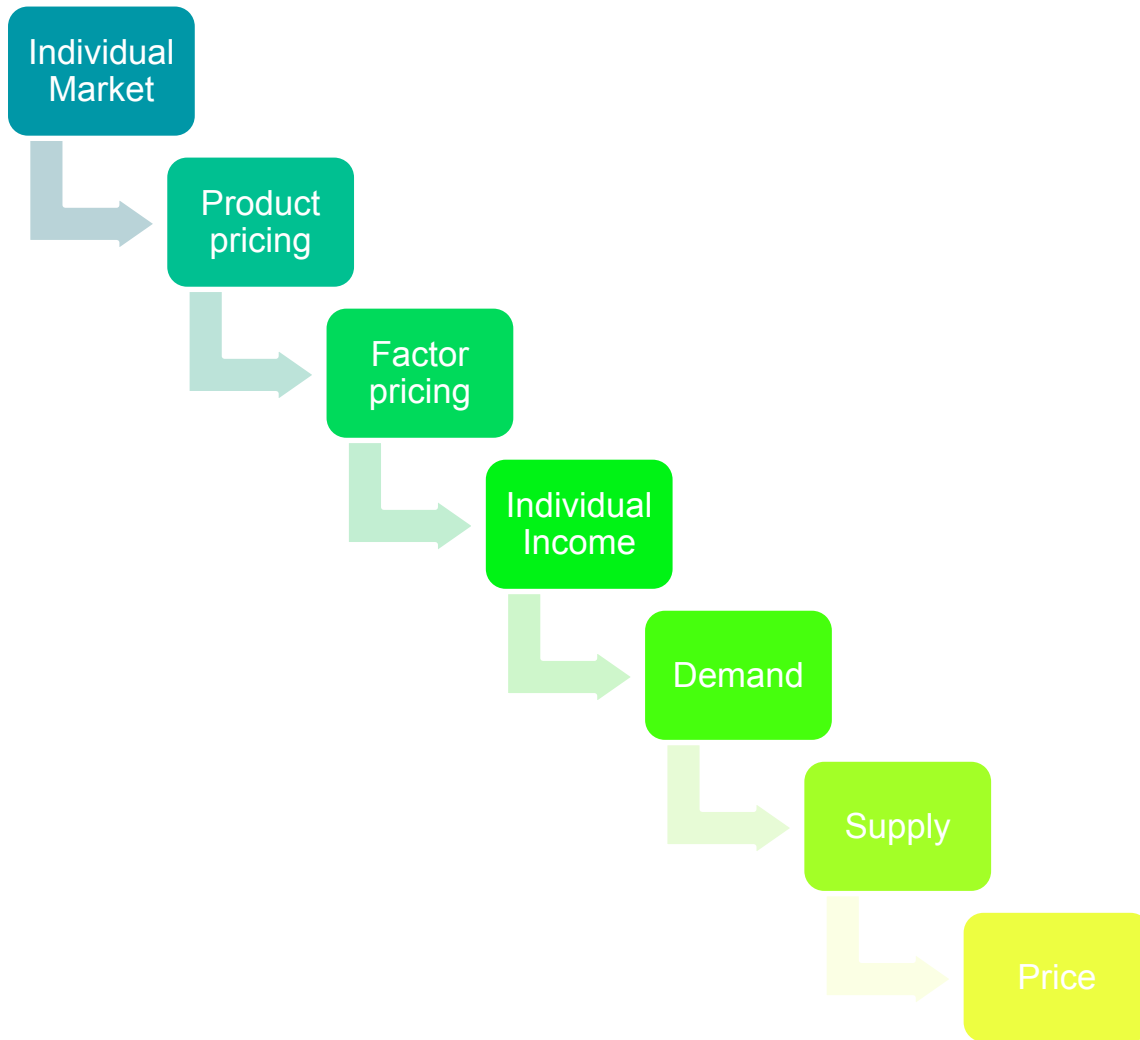 Individual
Market
Product
pricing
Factor
pricing
Individual
Income
Demand
Supply
Price